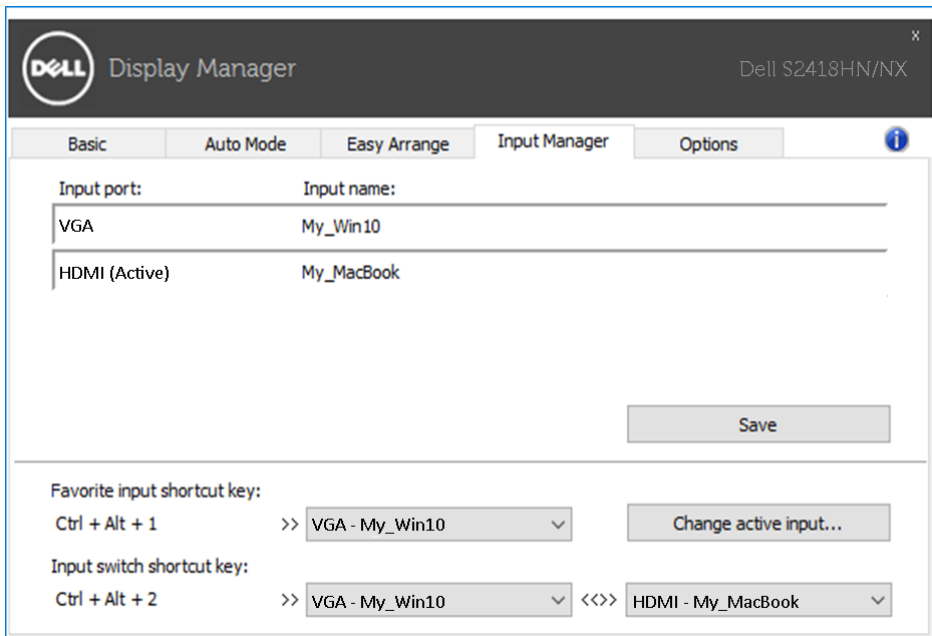 DELL Display Manager
x
Dell S2418HN/NX
Basic Auto Mode Easy Arrange Input Manager Options i
Input port: Input name:
VGA My_Win10
HDMI (Active) My_MacBook
Save
Favorite input shortcut key:
Ctrl + Alt + 1 >> VGA - My_Win10 Change active input...
Input switch shortcut key:
Ctrl + Alt + 2 >> VGA - My_Win10 <<>> HDMI - My_MacBook